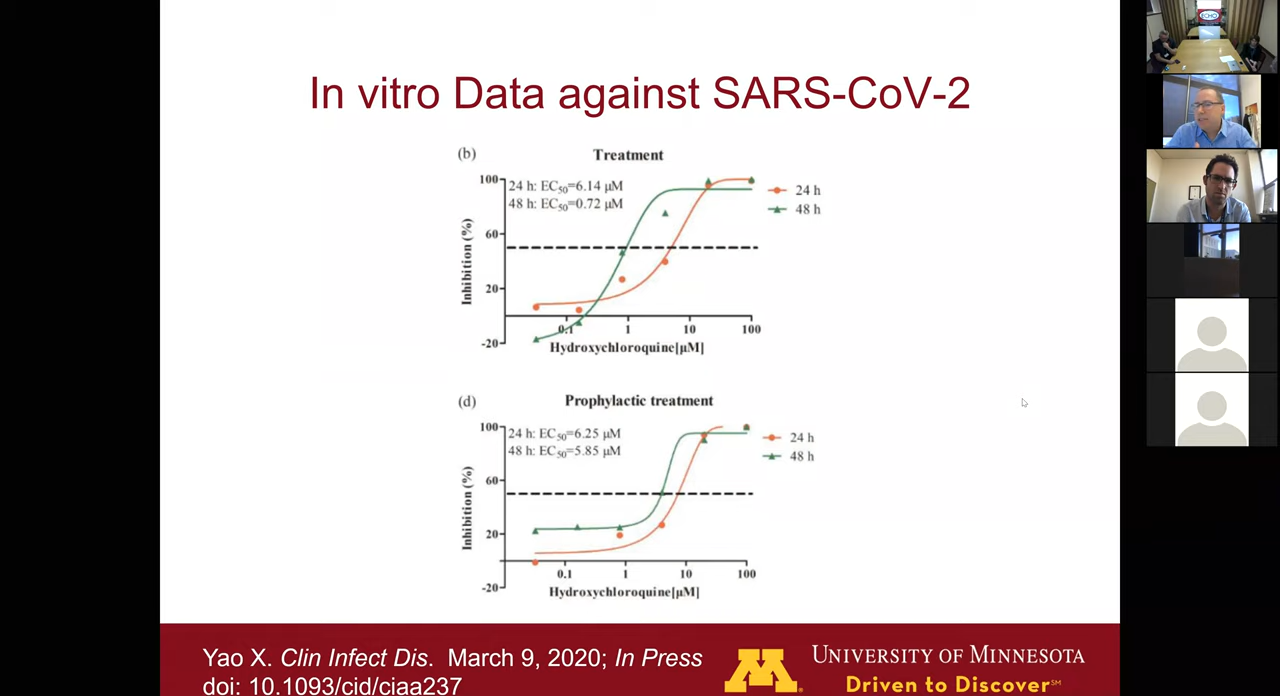 In vitro Data against SARS-CoV-2
(b)
Treatment
24 h: EC50=6.14 µM
48 h: EC50=0.72 µM
24 h
48 h
100
60
20
-20
Inhibition (%)
0.1
1
10
100
Hydroxychloroquine[µM]
(d)
Prophylactic treatment
24 h: EC50=6.25 µM
48 h: EC50=5.85 µM
24 h
48 h
100
60
20
-20
Inhibition (%)
0.1
1
10
100
Hydroxychloroquine[µM]
Yao X. Clin Infect Dis. March 9, 2020; In Press
doi: 10.1093/cid/ciaa237
M
UNIVERSITY OF MINNESOTA
Driven to Discover℠
ECHO